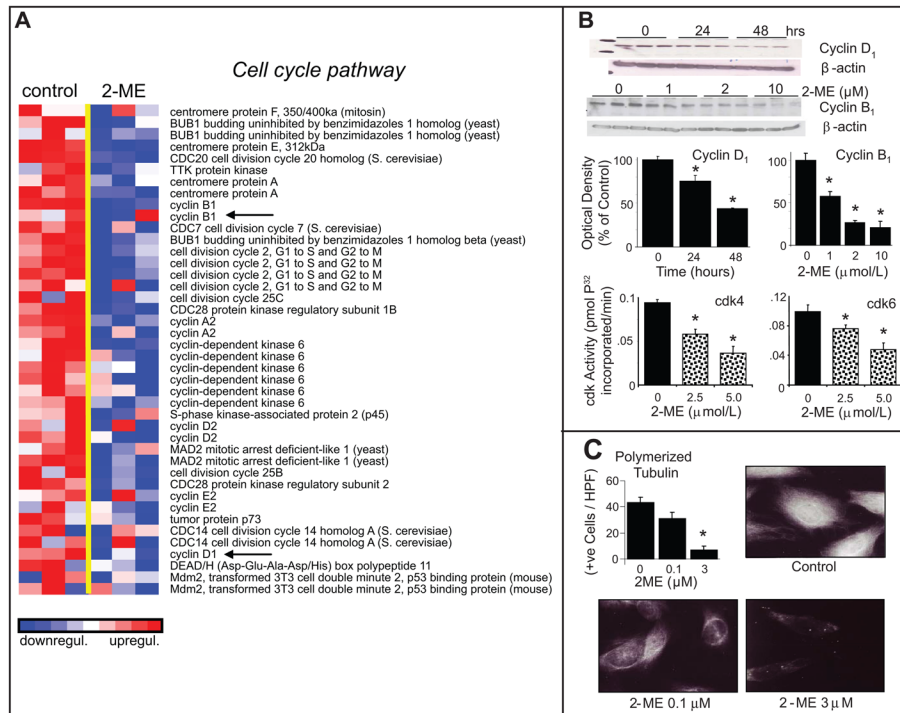 A
Cell cycle pathway
control 2-ME
centromere protein F, 350/400ka (mitosin)
BUB1 budding uninhibited by benzimidazoles 1 homolog (yeast)
BUB1 budding uninhibited by benzimidazoles 1 homolog (yeast)
centromere protein E, 312kDa
CDC20 cell division cycle 20 homolog (S. cerevisiae)
TTK protein kinase
centromere protein A
centromere protein A
cyclin B1
cyclin B1
CDC7 cell division cycle 7 (S. cerevisiae)
BUB1 budding uninhibited by benzimidazoles 1 homolog beta (yeast)
cell division cycle 2, G1 to S and G2 to M
cell division cycle 2, G1 to S and G2 to M
cell division cycle 2, G1 to S and G2 to M
cell division cycle 2, G1 to S and G2 to M
cell division cycle 25C
CDC28 protein kinase regulatory subunit 1B
cyclin A2
cyclin A2
cyclin-dependent kinase 6
cyclin-dependent kinase 6
cyclin-dependent kinase 6
cyclin-dependent kinase 6
cyclin-dependent kinase 6
cyclin-dependent kinase 6
S-phase kinase-associated protein 2 (p45)
cyclin D2
cyclin D2
MAD2 mitotic arrest deficient-like 1 (yeast)
MAD2 mitotic arrest deficient-like 1 (yeast)
cell division cycle 25B
CDC28 protein kinase regulatory subunit 2
cyclin E2
cyclin E2
tumor protein p73
CDC14 cell division cycle 14 homolog A (S. cerevisiae)
CDC14 cell division cycle 14 homolog A (S. cerevisiae)
cyclin D1
DEAD/H (Asp-Glu-Ala-Asp/His) box polypeptide 11
Mdm2, transformed 3T3 cell double minute 2, p53 binding protein (mouse)
Mdm2, transformed 3T3 cell double minute 2, p53 binding protein (mouse)
downregul. upregul.
B
0 24 48 hrs
Cyclin D1
β-actin
0 1 2 10 2-ME (μM)
Cyclin B1
β-actin
Optical Density
(% of Control)
100
50
0
Cyclin D1
* *
0 24 48
Time (hours)
100
50
0
Cyclin B1
* * *
0 1 2 10
2-ME (μmol/L)
cdk Activity (pmol P32
incorporated/min)
0.1
.05
0
cdk4
* *
0 2.5 5.0
2-ME (μmol/L)
.12
.08
.04
0
cdk6
* *
0 2.5 5.0
2-ME (μmol/L)
C
Polymerized
Tubulin
(+ve Cells / HPF)
60
40
20
0
*
0 0.1 3
2ME (μM)
Control
2-ME 0.1 μM
2-ME 3 μM